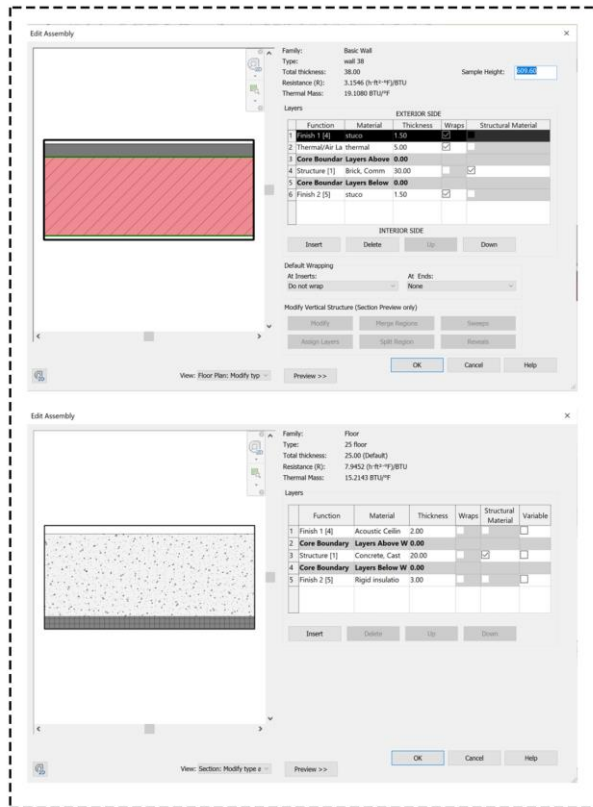 Edit Assembly
Family: Basic Wall
Type: wall 38
Total thickness: 38.00 Sample Height: 609.60
Resistance (R): 3.1546 (h·ft²·°F)/BTU
Thermal Mass: 19.1080 BTU/°F
Layers
EXTERIOR SIDE
Function Material Thickness Wraps Structural Material
1 Finish 1 [4] stuco 1.50
2 Thermal/Air La thermal 5.00
3 Core Boundar Layers Above 0.00
4 Structure [1] Brick, Comm 30.00
5 Core Boundar Layers Below 0.00
6 Finish 2 [5] stuco 1.50
INTERIOR SIDE
Insert Delete Up Down
Default Wrapping
At Inserts: At Ends:
Do not wrap None
Modify Vertical Structure (Section Preview only)
Modify Merge Regions Sweeps
Assign Layers Split Region Reveals
OK Cancel Help
View: Floor Plan: Modify typ Preview >>
Edit Assembly
Family: Floor
Type: 25 floor
Total thickness: 25.00 (Default)
Resistance (R): 7.9452 (h·ft²·°F)/BTU
Thermal Mass: 15.2143 BTU/°F
Layers
Function Material Thickness Wraps Structural Material Variable
1 Finish 1 [4] Acoustic Ceilin 2.00
2 Core Boundary Layers Above W 0.00
3 Structure [1] Concrete, Cast 20.00
4 Core Boundary Layers Below W 0.00
5 Finish 2 [5] Rigid insulatio 3.00
Insert Delete Up Down
OK Cancel Help
View: Section: Modify type a Preview >>